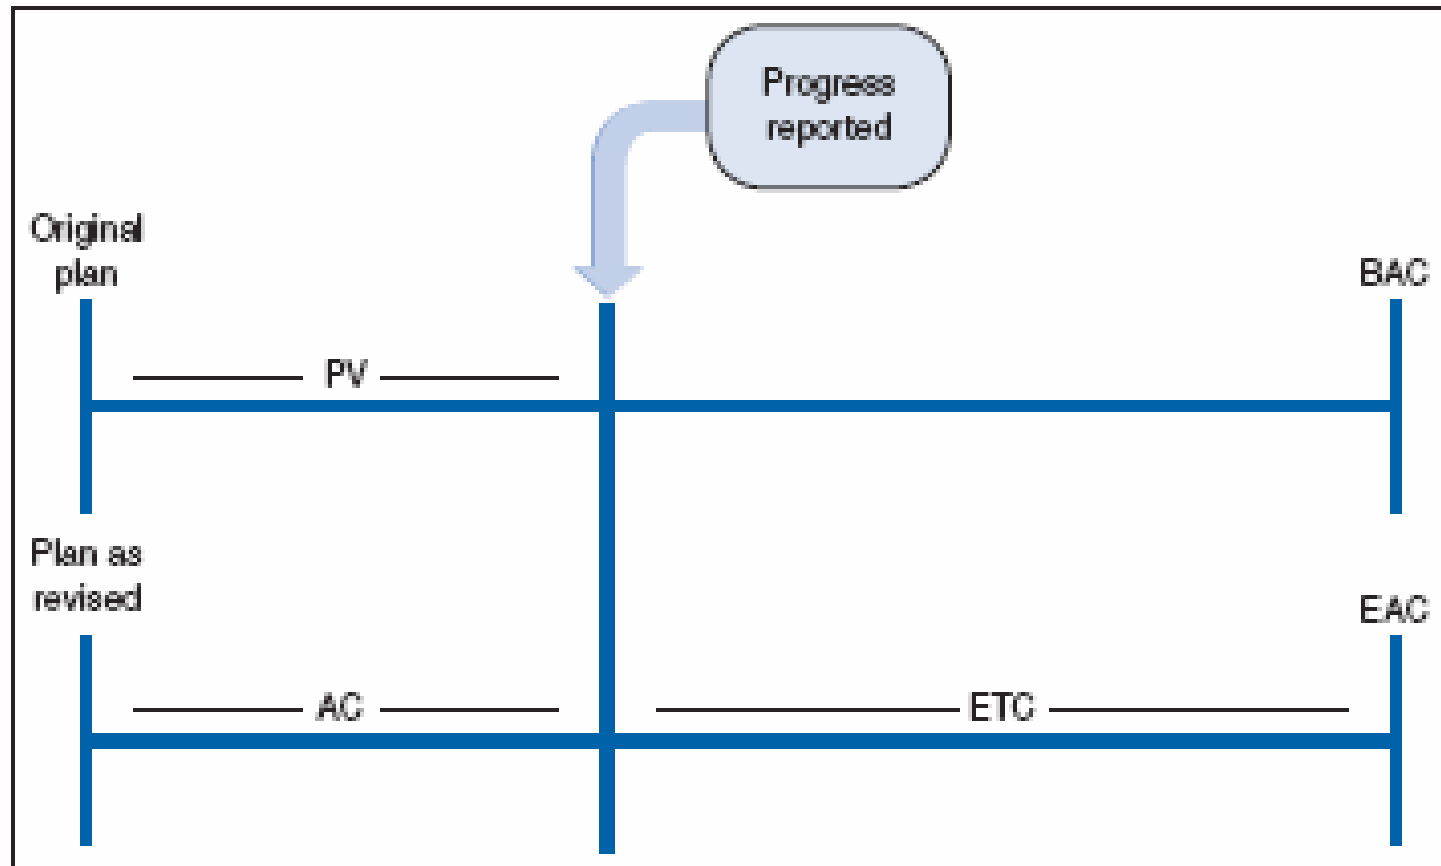 Progress
reported
Original
plan
BAC
PV
Plan as
revised
EAC
AC
ETC